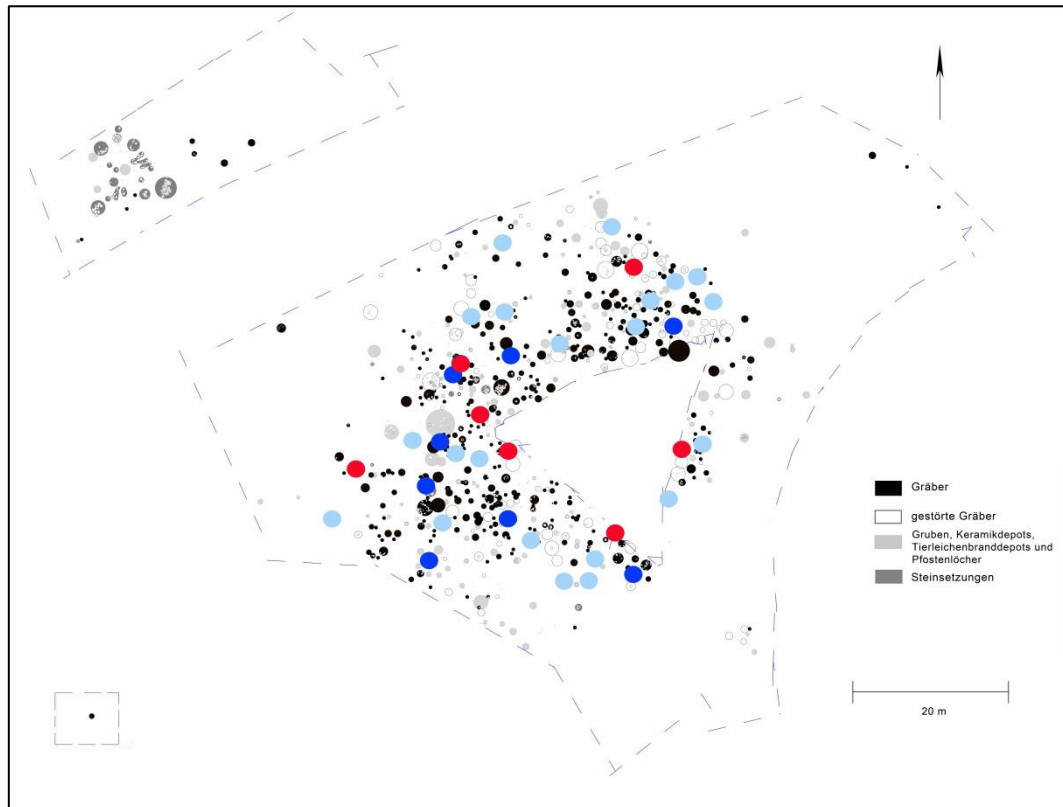 Gräber
gestörte Gräber
Gruben, Keramikdepots,
Tierleichenbranddepots und
Pfostenlöcher
Steinsetzungen
20 m